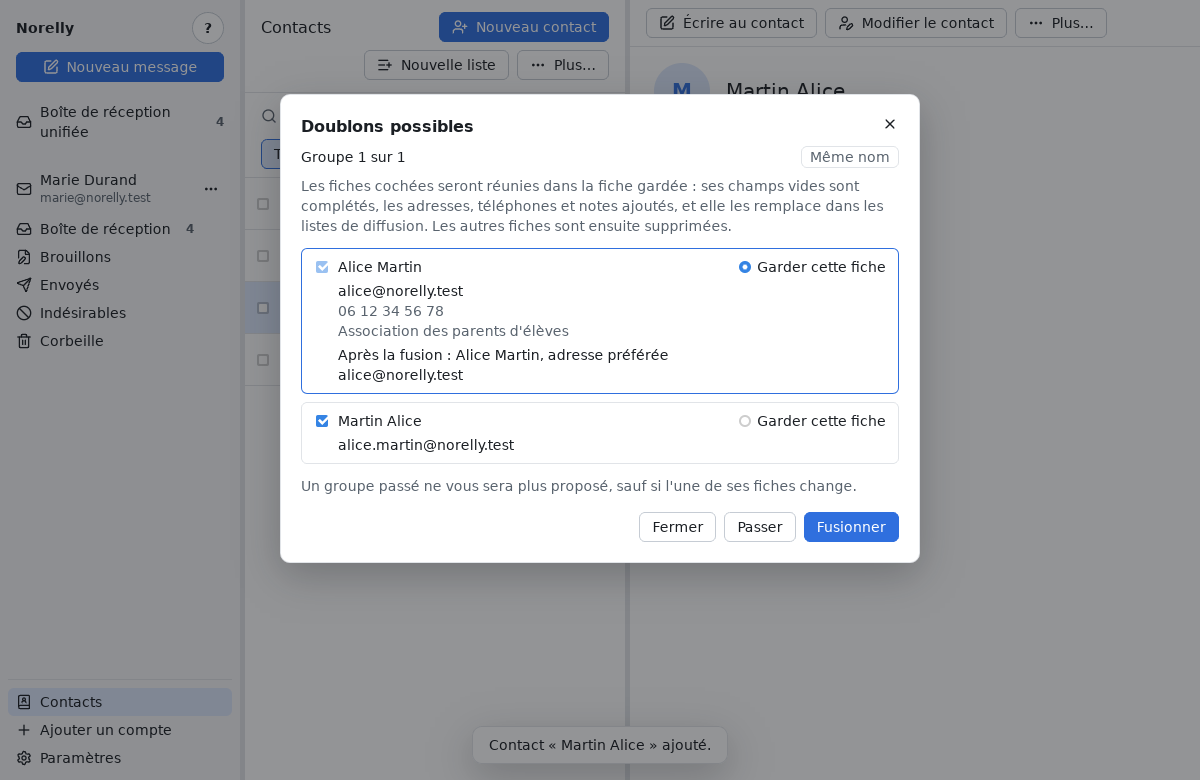 Norelly
?
Nouveau message
Boîte de réception
unifiée
4
Marie Durand
marie@norelly.test
Boîte de réception 4
Brouillons
Envoyés
Indésirables
Corbeille
Contacts
Ajouter un compte
Paramètres
Contacts
Nouveau contact
Nouvelle liste
Plus...
T
Écrire au contact
Modifier le contact
Plus...
M
Martin Alice
Doublons possibles
Groupe 1 sur 1
Même nom
Les fiches cochées seront réunies dans la fiche gardée : ses champs vides sont
complétés, les adresses, téléphones et notes ajoutés, et elle les remplace dans les
listes de diffusion. Les autres fiches sont ensuite supprimées.
Alice Martin
Garder cette fiche
alice@norelly.test
06 12 34 56 78
Association des parents d'élèves
Après la fusion : Alice Martin, adresse préférée
alice@norelly.test
Martin Alice
Garder cette fiche
alice.martin@norelly.test
Un groupe passé ne vous sera plus proposé, sauf si l'une de ses fiches change.
Fermer
Passer
Fusionner
Contact « Martin Alice » ajouté.